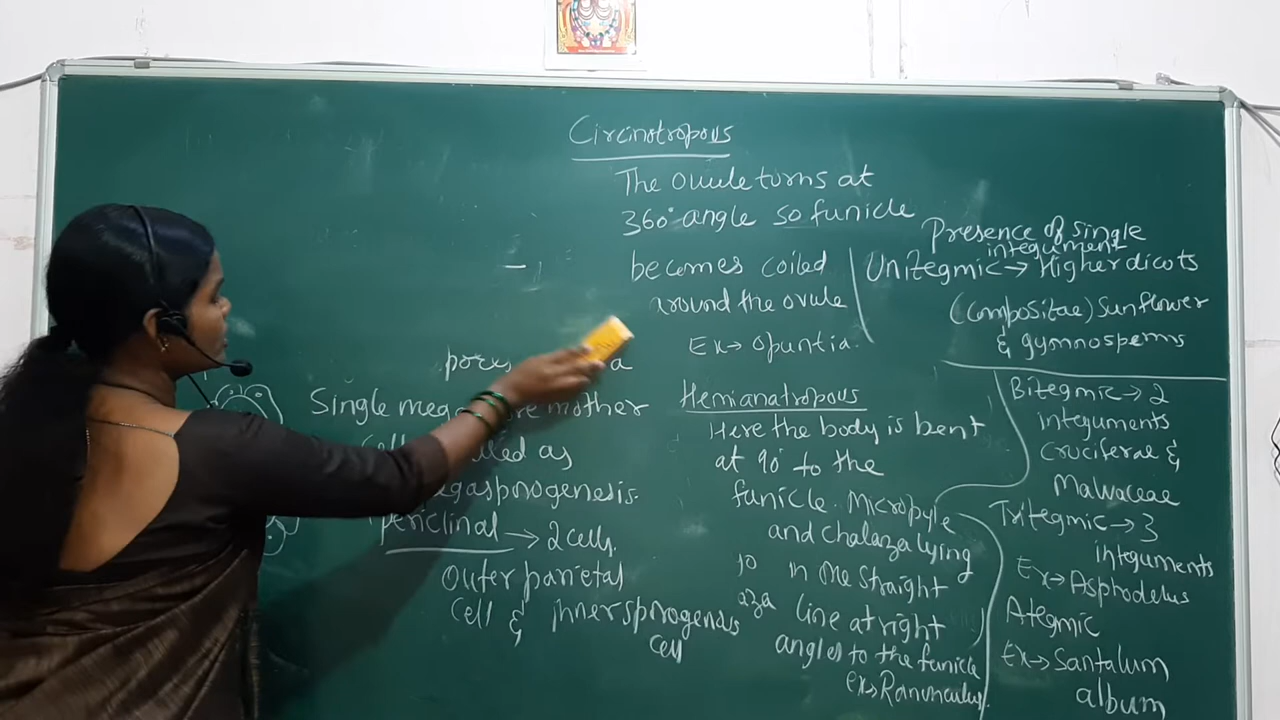 Circinotropous
The Ovule turns at
360° angle so funicle
becomes coiled
around the ovule
Ex→ Opuntia.
Presence of single
integument
Unitegmic → Higher dicots
(Compositae) Sunflower
& gymnosperms
Hemianatropous
Here the body is bent
at 90° to the
funicle. Micropyle
and chalaza lying
in the straight
line at right
angles to the funicle
ex→ Ranunculus.
Bitegmic → 2
integuments
Cruciferae &
Malvaceae
Tritegmic → 3
integuments
Ex→ Asphodelus
Ategmic
Ex→ Santalum
album
Single mother
as
periclinal → 2 cells.
Outer parietal
Cell & inner sporogenous
cell